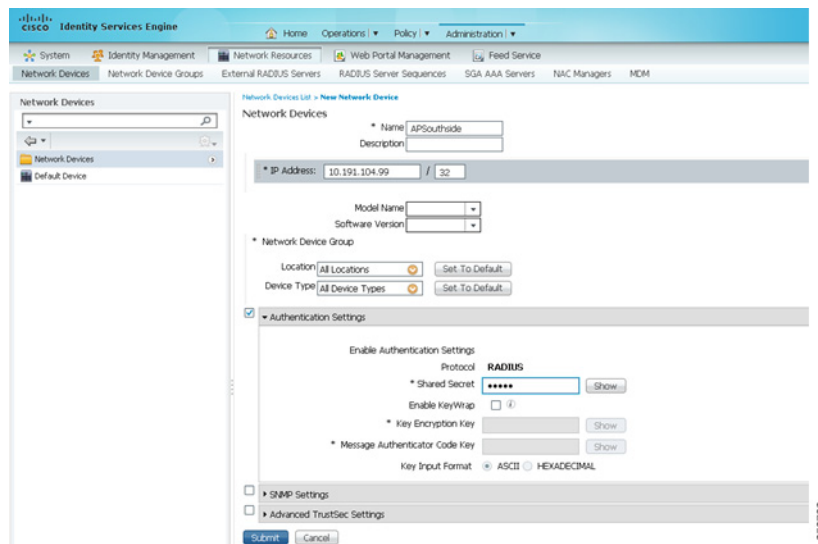 cisco Identity Services Engine
Home Operations Policy Administration
System Identity Management Network Resources Web Portal Management Feed Service
Network Devices Network Device Groups External RADIUS Servers RADIUS Server Sequences SGA AAA Servers NAC Managers MDM
Network Devices
Network Devices
Default Device
Network Devices List > New Network Device
Network Devices
* Name APSouthside
Description
* IP Address: 10.191.104.99 / 32
Model Name
Software Version
* Network Device Group
Location All Locations Set To Default
Device Type All Device Types Set To Default
Authentication Settings
Enable Authentication Settings
Protocol RADIUS
* Shared Secret ••••• Show
Enable KeyWrap
* Key Encryption Key Show
* Message Authenticator Code Key Show
Key Input Format ASCII HEXADECIMAL
SNMP Settings
Advanced TrustSec Settings
Submit Cancel